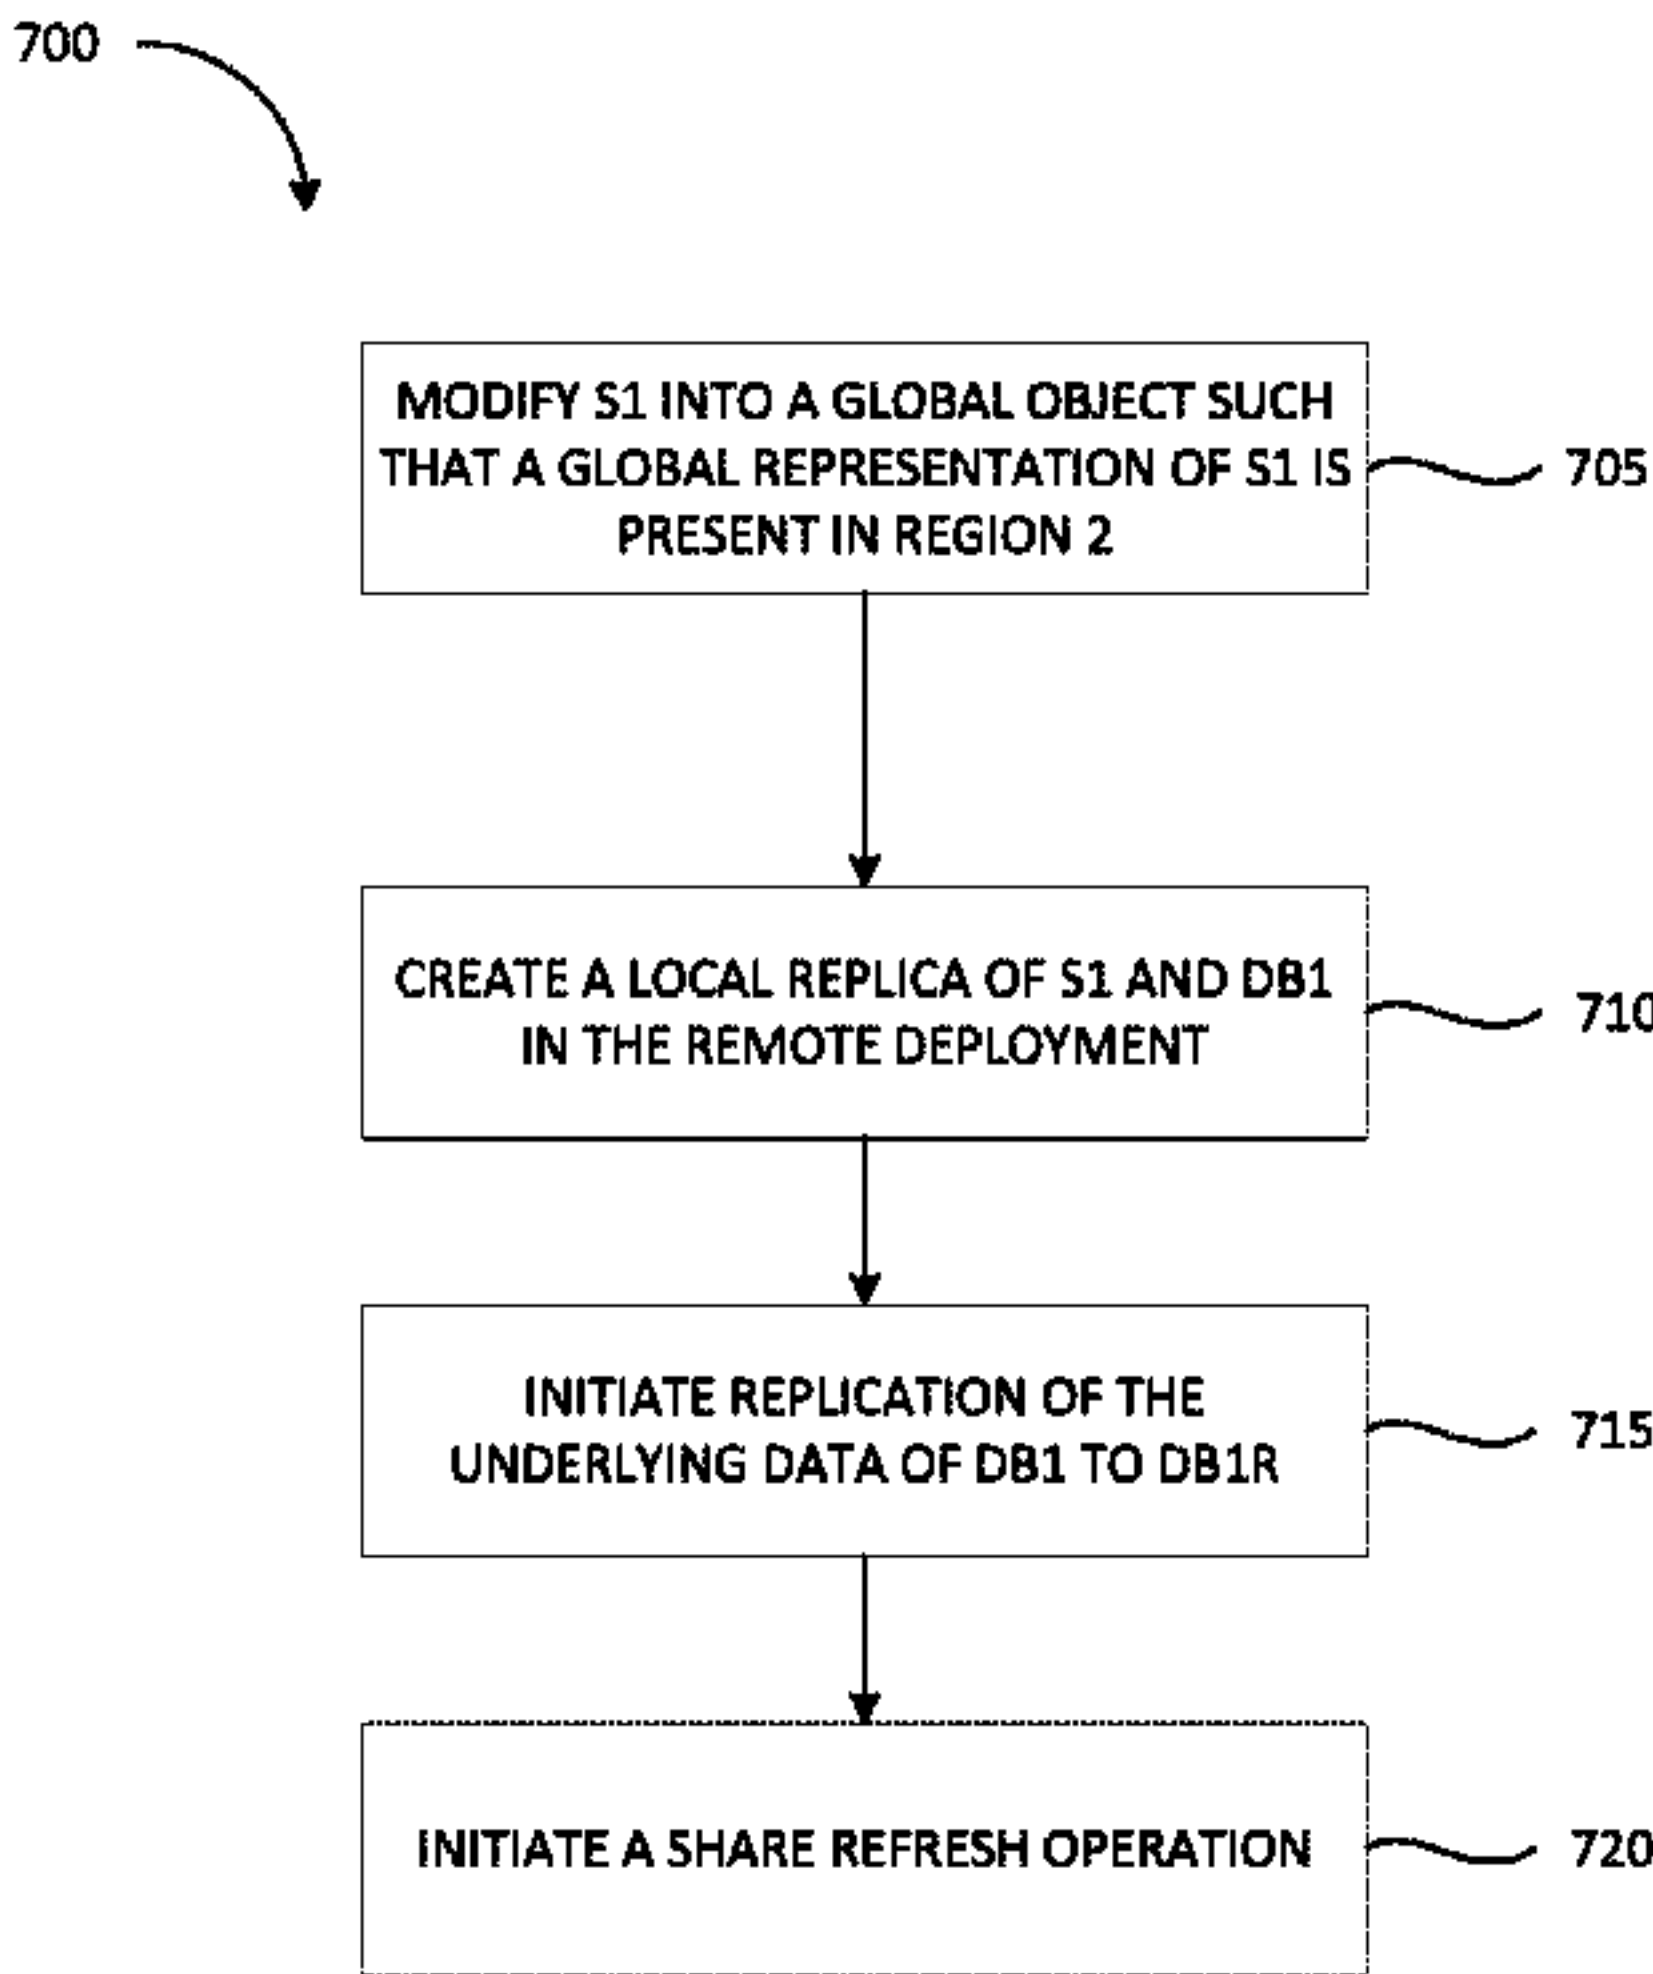 700
MODIFY S1 INTO A GLOBAL OBJECT SUCH
THAT A GLOBAL REPRESENTATION OF S1 IS
PRESENT IN REGION 2
705
CREATE A LOCAL REPLICA OF S1 AND DB1
IN THE REMOTE DEPLOYMENT
710
INITIATE REPLICATION OF THE
UNDERLYING DATA OF DB1 TO DB1R
715
INITIATE A SHARE REFRESH OPERATION
720